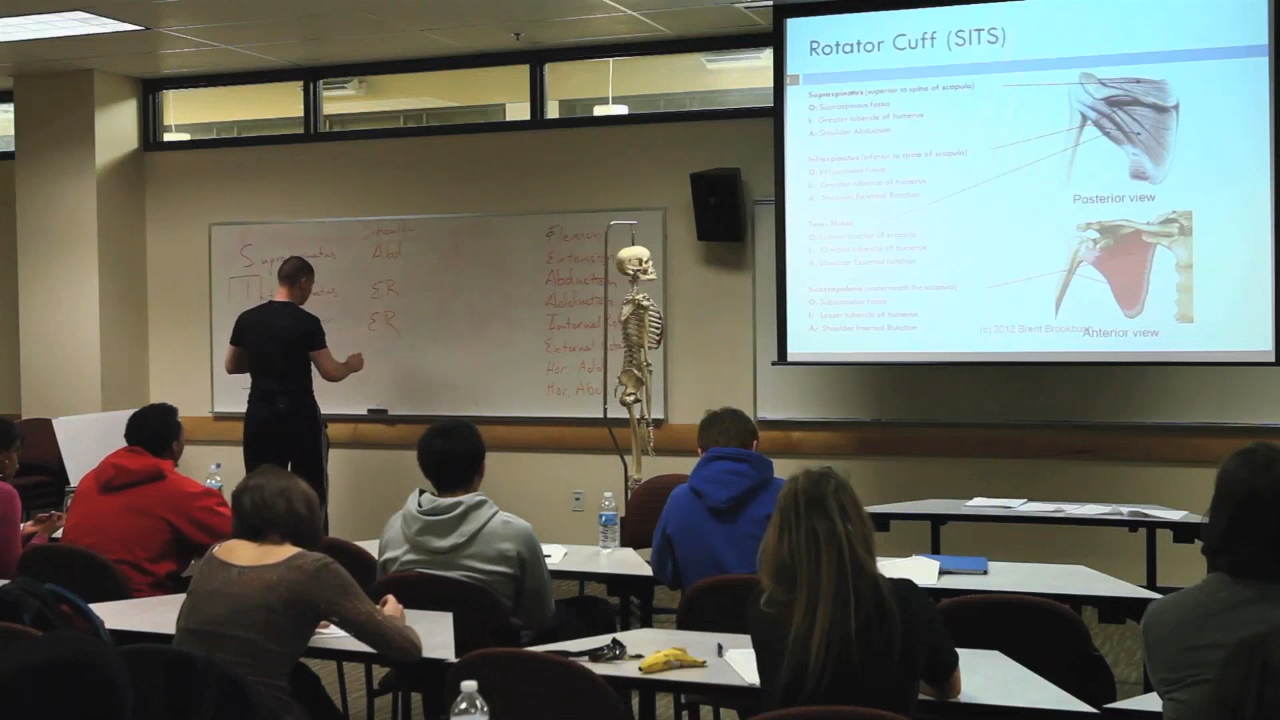 Shoulder
Supraspinatus Abd
ER
ER
Flexion
Extension
Abduction
Adduction
Internal
External
Hor. Add
Hor. Abd
Rotator Cuff (SITS)
Supraspinatus (superior to spine of scapula)
O: Supraspinous fossa
I: Greater tubercle of humerus
A: Shoulder Abduction
Infraspinatus (inferior to spine of scapula)
O: Infraspinous fossa
I: Greater tubercle of humerus
A: Shoulder External Rotation
Teres Minor
O: Lateral border of scapula
I: Greater tubercle of humerus
A: Shoulder External rotation
Subscapularis (underneath the scapula)
O: Subscapular fossa
I: Lesser tubercle of humerus
A: Shoulder Internal Rotation
Posterior view
(c) 2012 Brent Brookbush
Anterior view